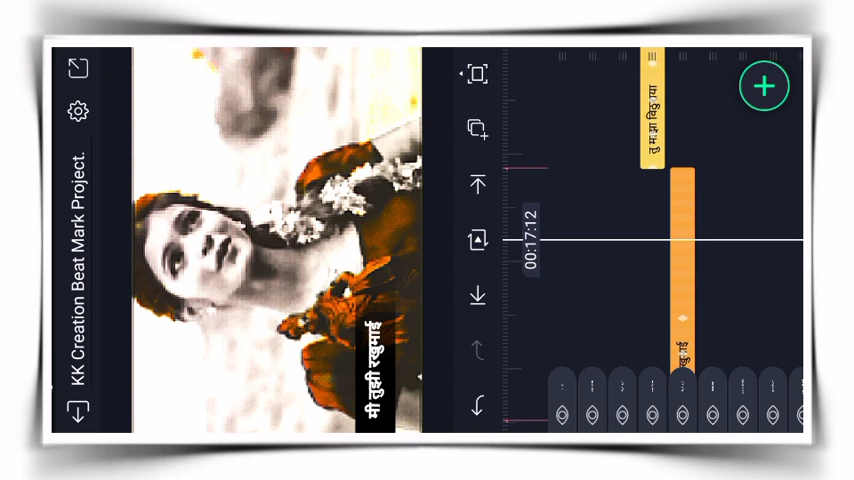 KK Creation Beat Mark Project.
मी तुझी रखुमाई
00:17:12
तु माझा विठुराया
खुमाई